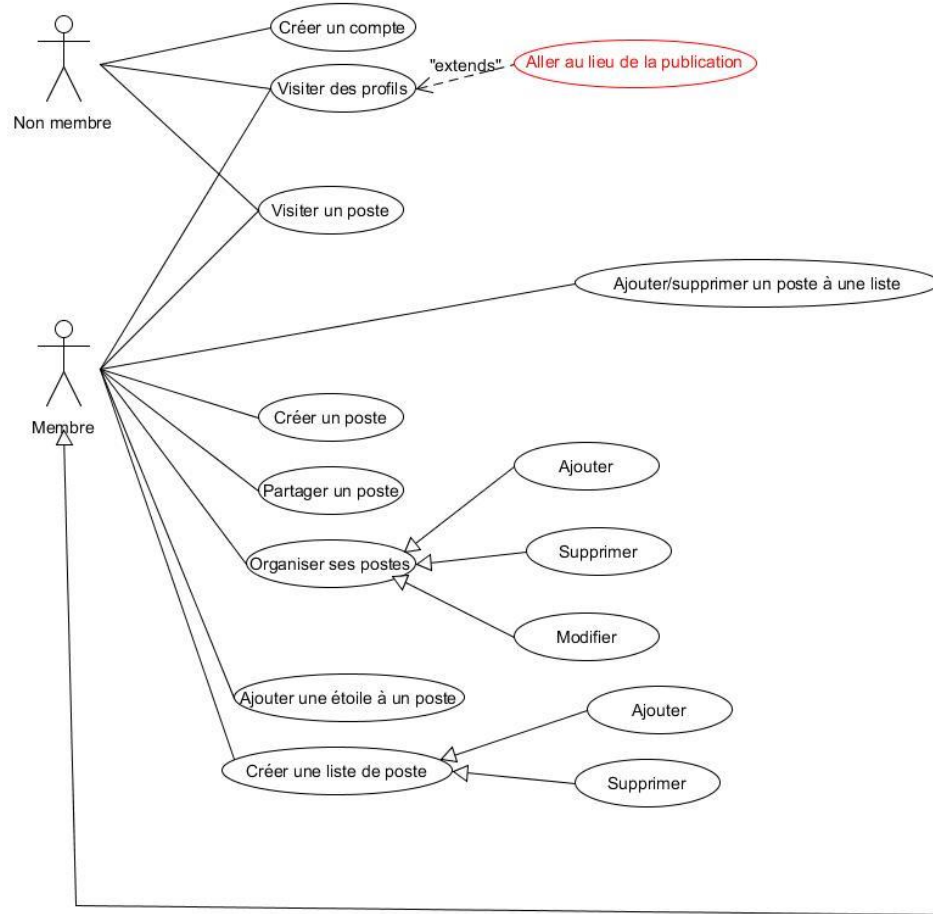 Créer un compte
"extends"
Aller au lieu de la publication
Visiter des profils
Non membre
Visiter un poste
Ajouter/supprimer un poste à une liste
Membre
Créer un poste
Ajouter
Partager un poste
Supprimer
Organiser ses postes
Modifier
Ajouter une étoile à un poste
Ajouter
Créer une liste de poste
Supprimer